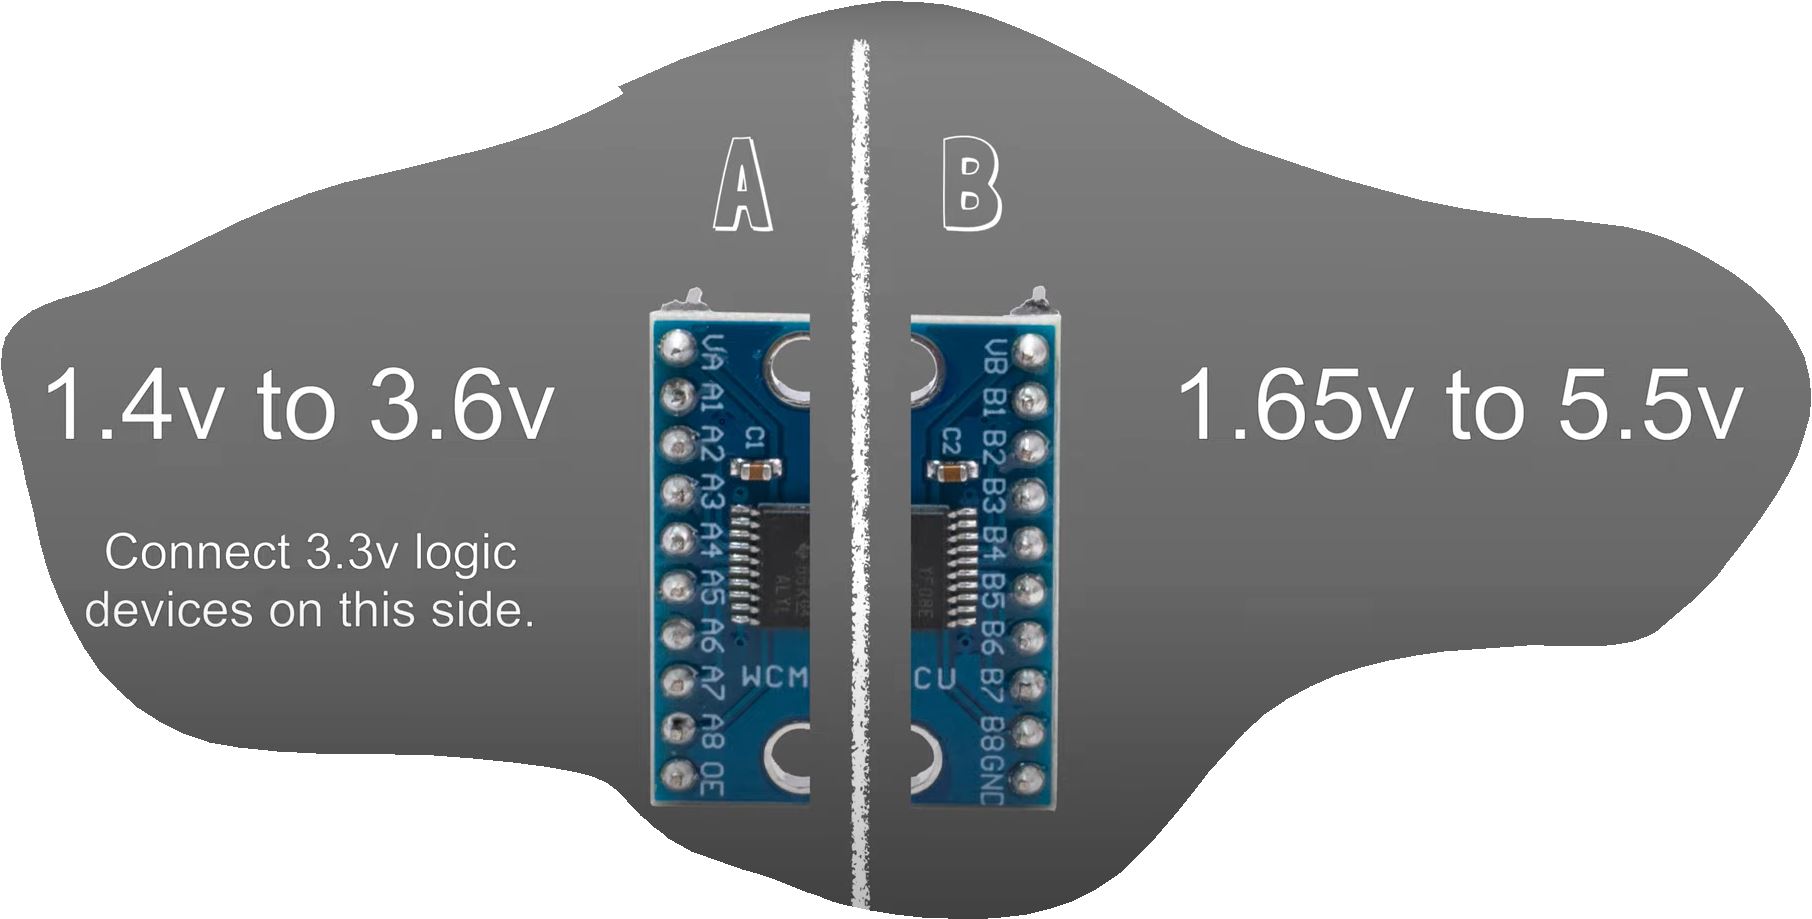 A
B
1.4v to 3.6v
1.65v to 5.5v
Connect 3.3v logic
devices on this side.
VA
A1
A2
A3
A4
A5
A6
A7
A8
OE
C1
WCM
VB
B1
B2
B3
B4
B5
B6
B7
B8
GND
C2
CU
YF08E